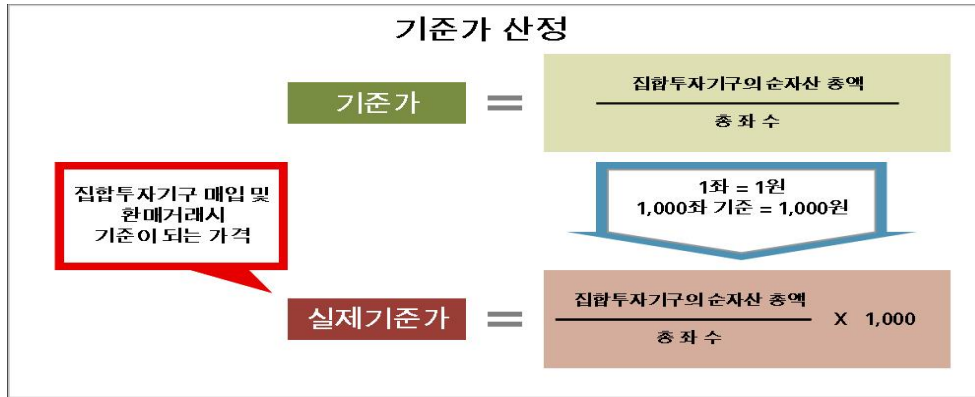 기준가 산정
기준가
=
집합투자기구의 순자산 총액
총 좌 수
집합투자기구 매입 및
환매거래시
기준이 되는 가격
1좌 = 1원
1,000좌 기준 = 1,000원
실제기준가
=
집합투자기구의 순자산 총액
총 좌 수
X 1,000